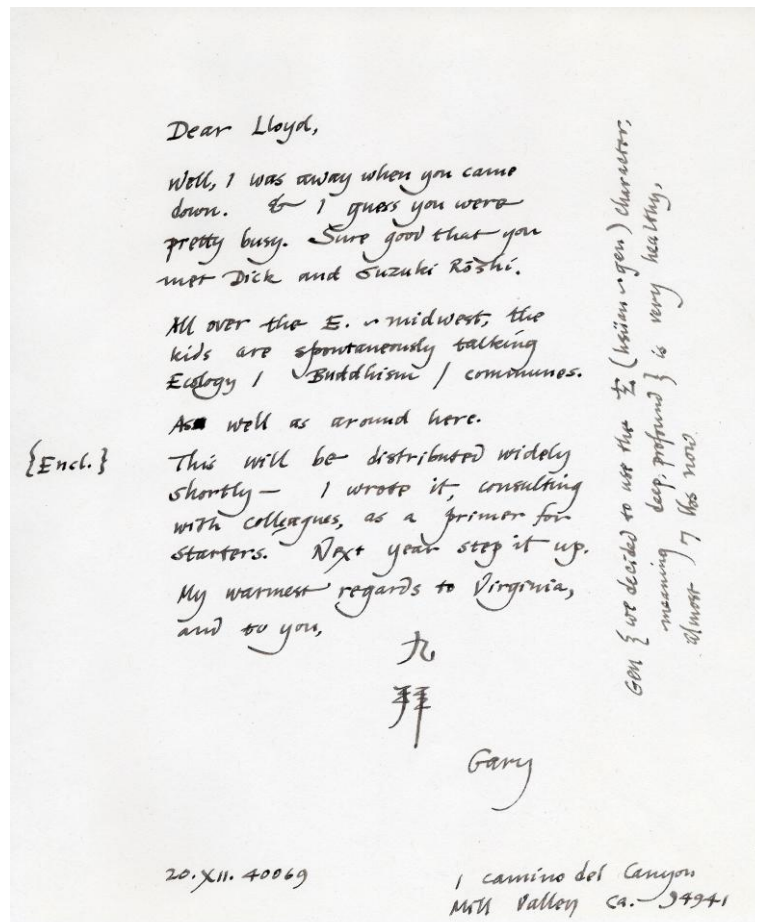 Dear Lloyd,
Well, I was away when you came
down. & I guess you were
pretty busy. Sure good that you
met Dick and Suzuki Rōshi.
All over the E. ~ midwest, the
kids are spontaneously talking
Ecology / Buddhism / communes.
As well as around here.
{Encl.}
This will be distributed widely
shortly — I wrote it, consulting
with colleagues, as a primer for
starters. Next year step it up.
My warmest regards to Virginia,
and to you,
九
拜
Gary
20.XII.40069
1 Camino del Canyon
Mill Valley Ca. — 94941
Gen { we decided to use the 玄 (hsüan ~ gen) character,
meaning deep, profound } is very healthy,
almost 7 lbs now.